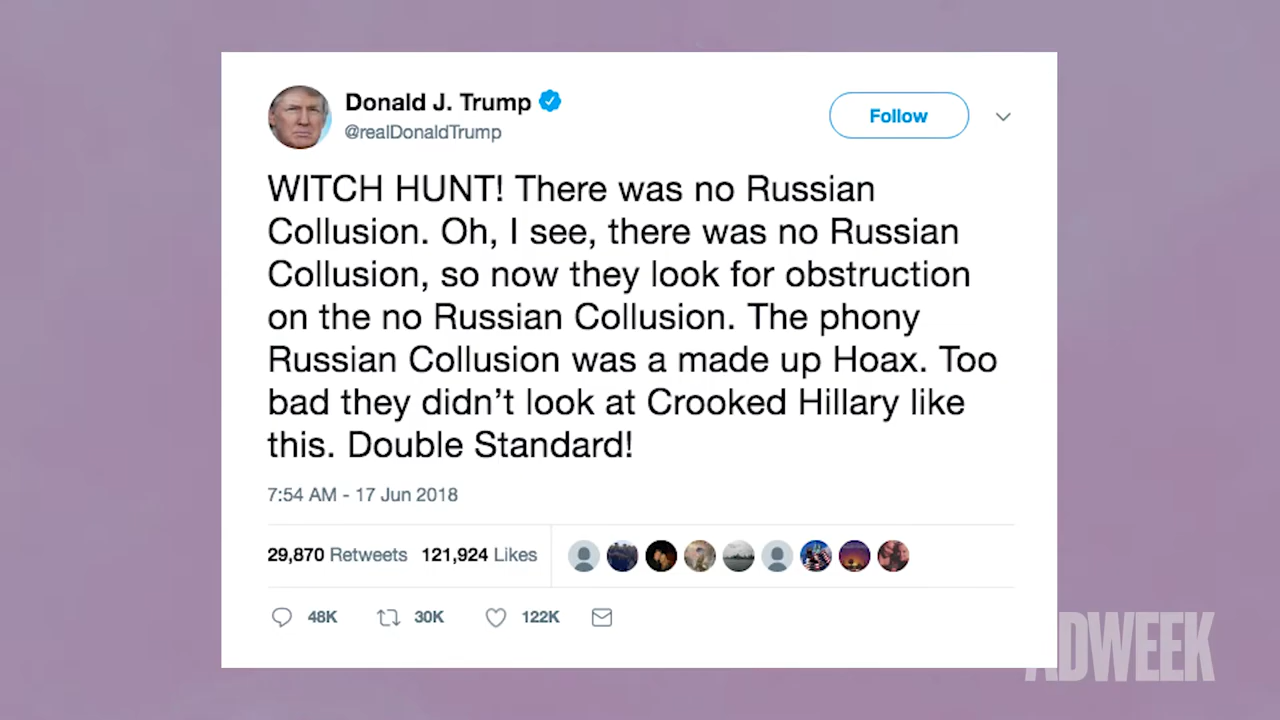 Donald J. Trump
@realDonaldTrump
Follow
WITCH HUNT! There was no Russian
Collusion. Oh, I see, there was no Russian
Collusion, so now they look for obstruction
on the no Russian Collusion. The phony
Russian Collusion was a made up Hoax. Too
bad they didn’t look at Crooked Hillary like
this. Double Standard!
7:54 AM - 17 Jun 2018
29,870 Retweets 121,924 Likes
48K 30K 122K
ADWEEK